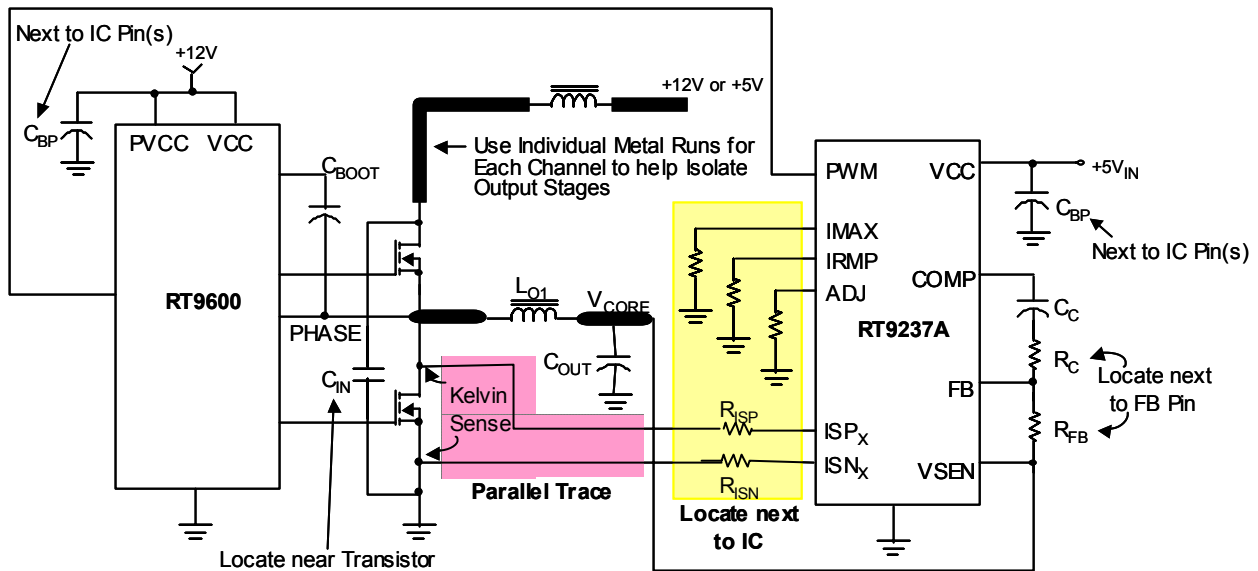 Next to IC Pin(s)
+12V
CBP
PVCC VCC
CBOOT
RT9600
PHASE
CIN
Locate near Transistor
+12V or +5V
Use Individual Metal Runs for
Each Channel to help Isolate
Output Stages
LO1
VCORE
COUT
Kelvin
Sense
Parallel Trace
RISP
RISN
Locate next
to IC
PWM
VCC
IMAX
IRMP
ADJ
COMP
RT9237A
FB
ISPX
ISNX
VSEN
+5VIN
CBP
Next to IC Pin(s)
CC
RC
RFB
Locate next
to FB Pin